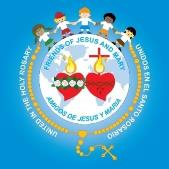 FRIENDS OF JESUS AND MARY
AMIGOS DE JESUS Y MARIA
UNITED IN THE HOLY ROSARY
UNIDOS EN EL SANTO ROSARIO